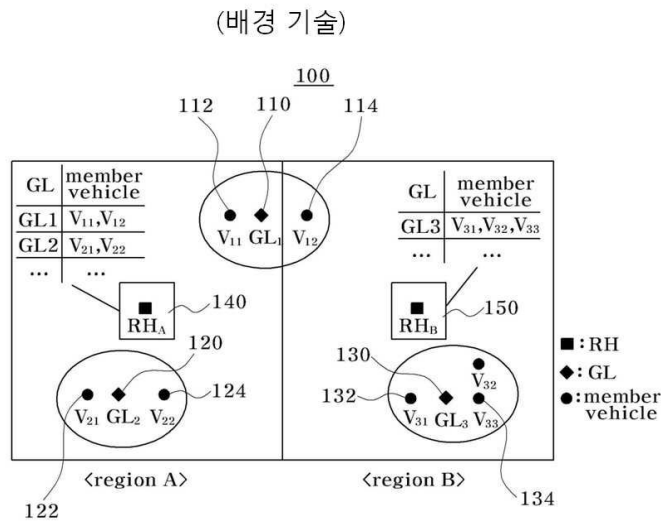 (배경 기술)
100
112 110 114
GL member vehicle
GL1 V₁₁,V₁₂
GL2 V₂₁,V₂₂
... ...
GL member vehicle
GL3 V₃₁,V₃₂,V₃₃
... ...
V₁₁ GL₁ V₁₂
140
RH_A
150
RH_B
120
124
V₂₁ GL₂ V₂₂
122
130
132
V₃₂
V₃₁ GL₃ V₃₃
134
■: RH
◆: GL
●: member vehicle
<region A> <region B>